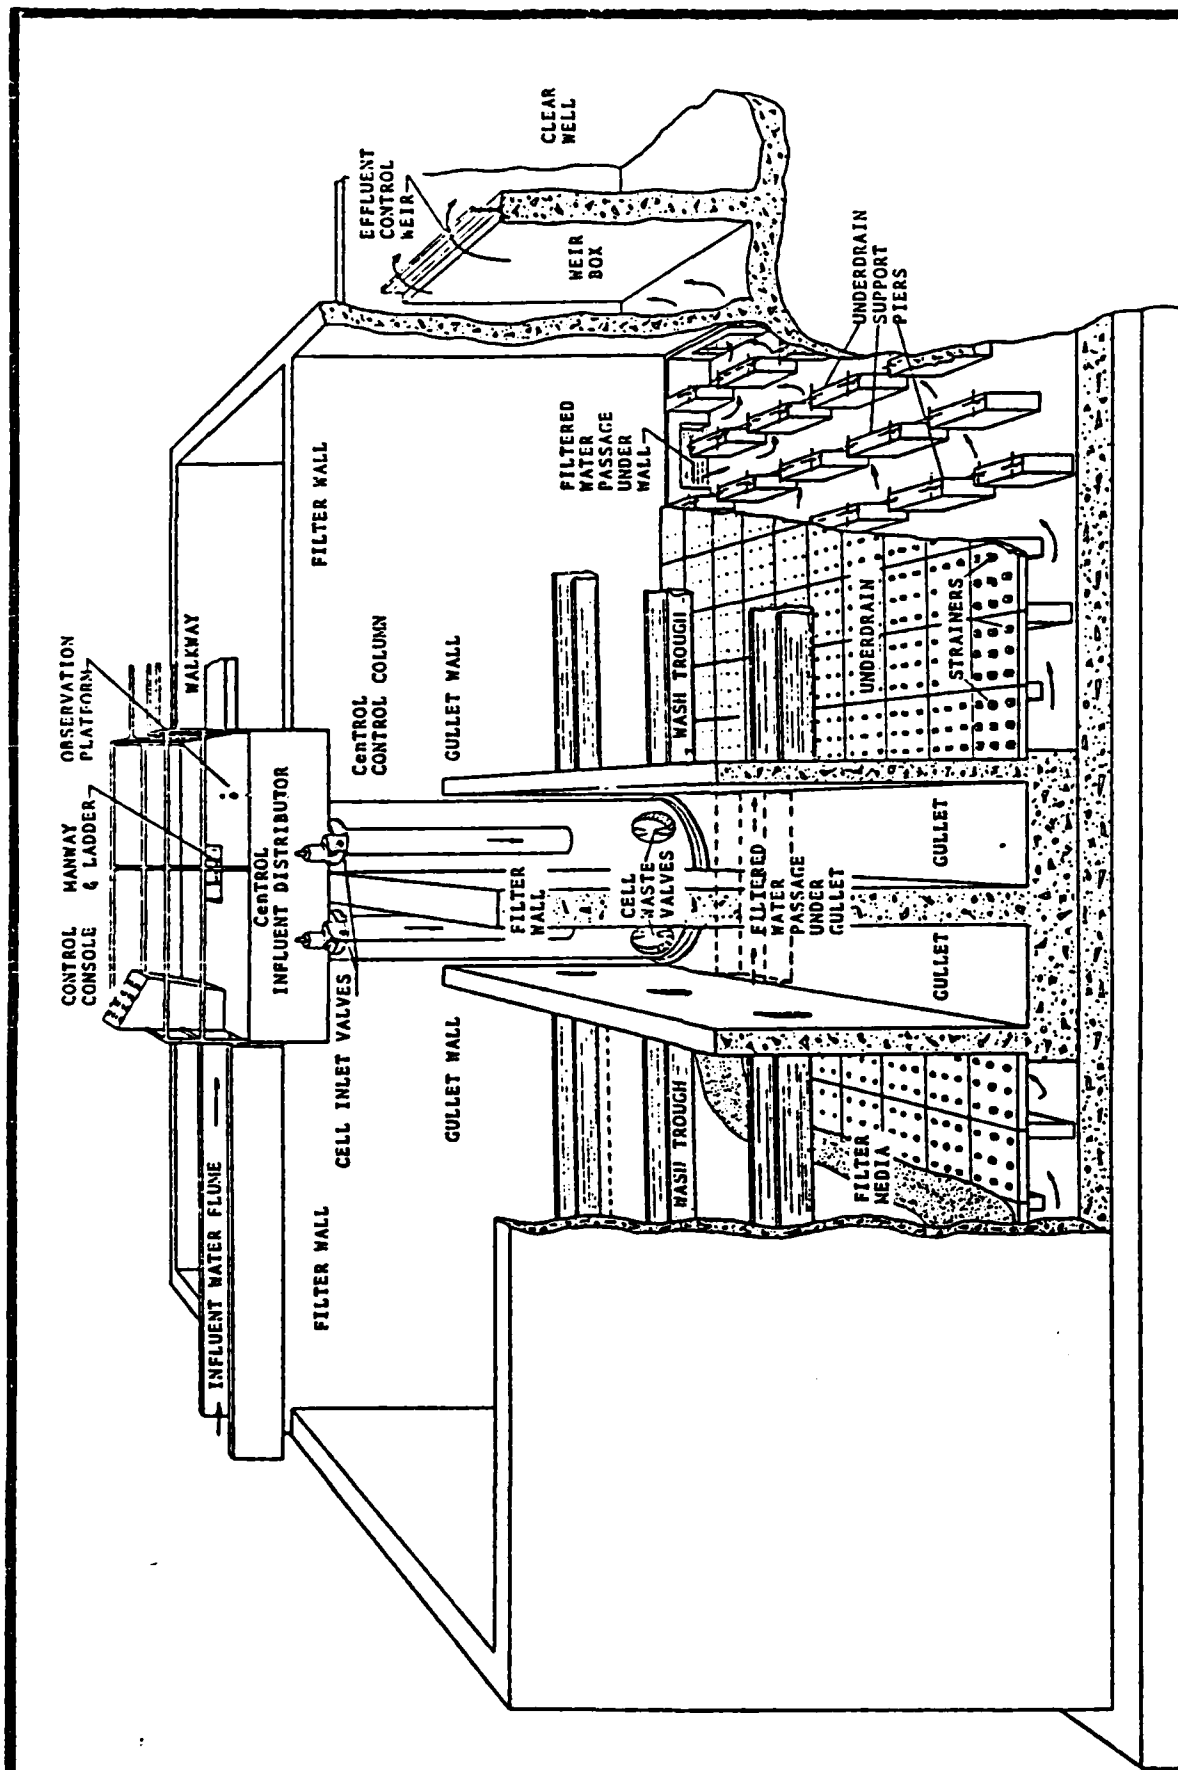 CONTROL
CONSOLE
MANWAY
& LADDER
OBSERVATION
PLATFORM
WALKWAY
INFLUENT WATER FLUME
CenTROL
INFLUENT DISTRIBUTOR
FILTER WALL
FILTER WALL
CELL INLET VALVES
CenTROL
CONTROL COLUMN
EFFLUENT
CONTROL
WEIR
CLEAR
WELL
WEIR
BOX
GULLET WALL
GULLET WALL
FILTER
WALL
FILTERED
WATER
PASSAGE
UNDER
WALL
CELL
WASTE
VALVES
WASH TROUGH
WASH TROUGH
FILTERED
WATER
PASSAGE
UNDER
GULLET
UNDERDRAIN
SUPPORT
PIERS
FILTER
MEDIA
UNDERDRAIN
GULLET
GULLET
STRAINERS